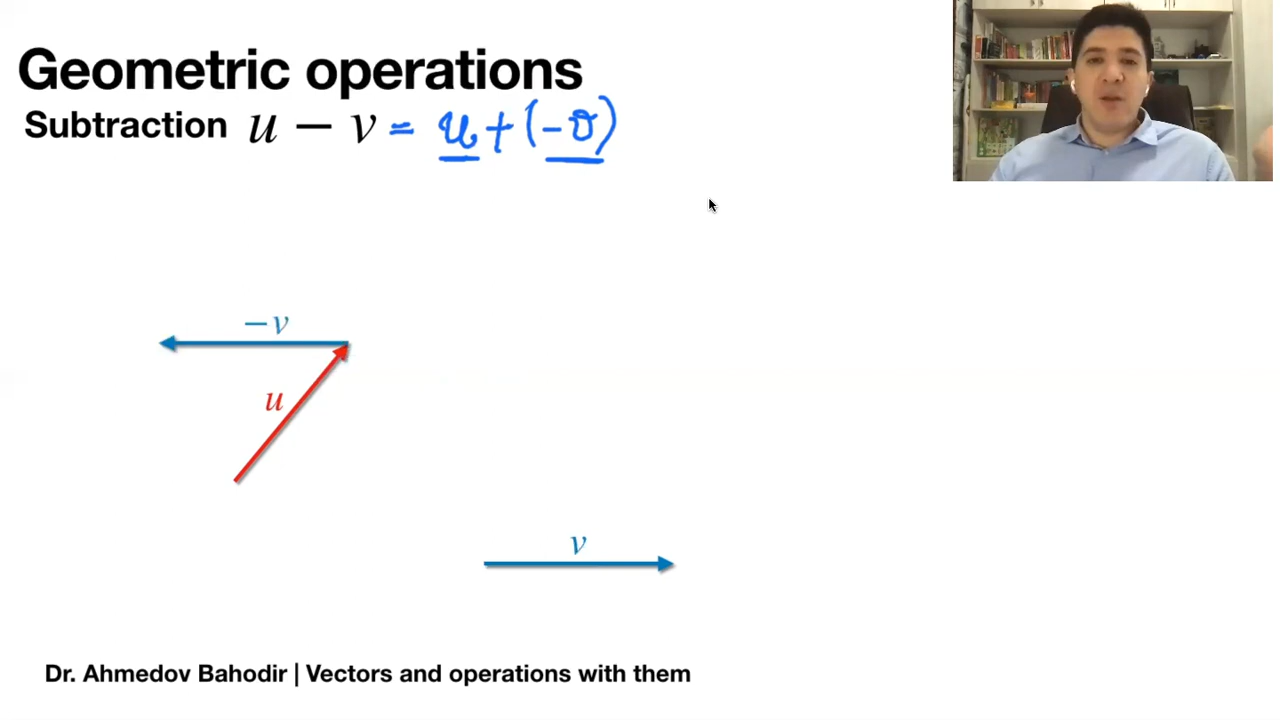 Geometric operations
Subtraction u − v = u + (−v)
−v
u
v
Dr. Ahmedov Bahodir | Vectors and operations with them